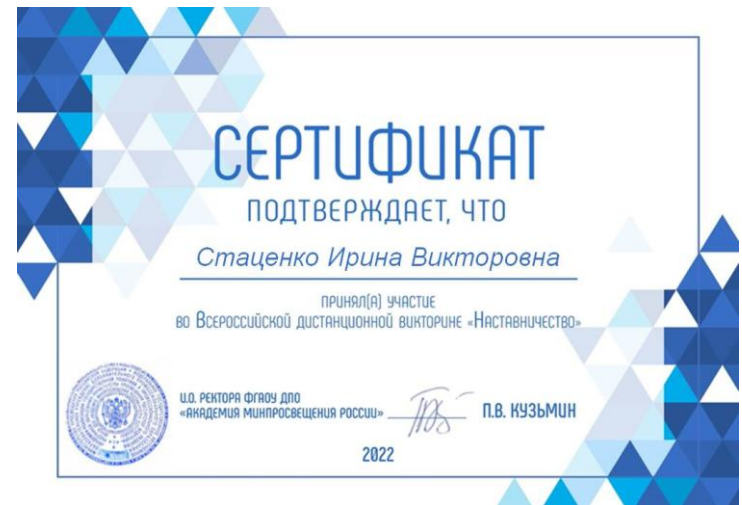 СЕРТИФИКАТ
ПОДТВЕРЖДАЕТ, ЧТО
Стаценко Ирина Викторовна
ПРИНЯЛ(А) УЧАСТИЕ
ВО ВСЕРОССИЙСКОЙ ДИСТАНЦИОННОЙ ВИКТОРИНЕ «НАСТАВНИЧЕСТВО»
И.О. РЕКТОРА ФГАОУ ДПО
«АКАДЕМИЯ МИНПРОСВЕЩЕНИЯ РОССИИ»
П.В. КУЗЬМИН
2022